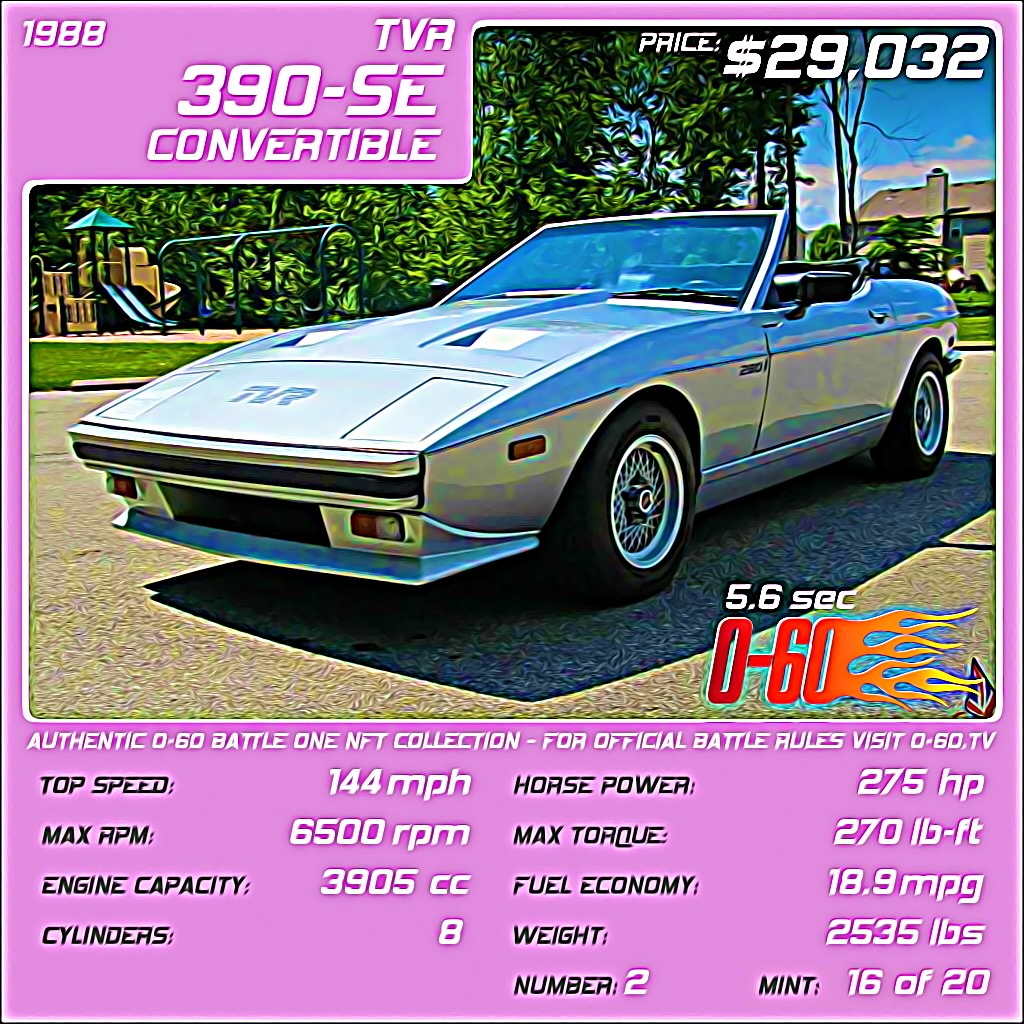 1988
TVR
390-SE
CONVERTIBLE
PRICE: $29,032
TVR
5.6 sec
0-60
AUTHENTIC 0-60 BATTLE ONE NFT COLLECTION - FOR OFFICIAL BATTLE RULES VISIT 0-60.TV
TOP SPEED: 144 mph
HORSE POWER: 275 hp
MAX RPM: 6500 rpm
MAX TORQUE: 270 lb-ft
ENGINE CAPACITY: 3905 cc
FUEL ECONOMY: 18.9 mpg
CYLINDERS: 8
WEIGHT: 2535 lbs
NUMBER: 2
MINT: 16 of 20